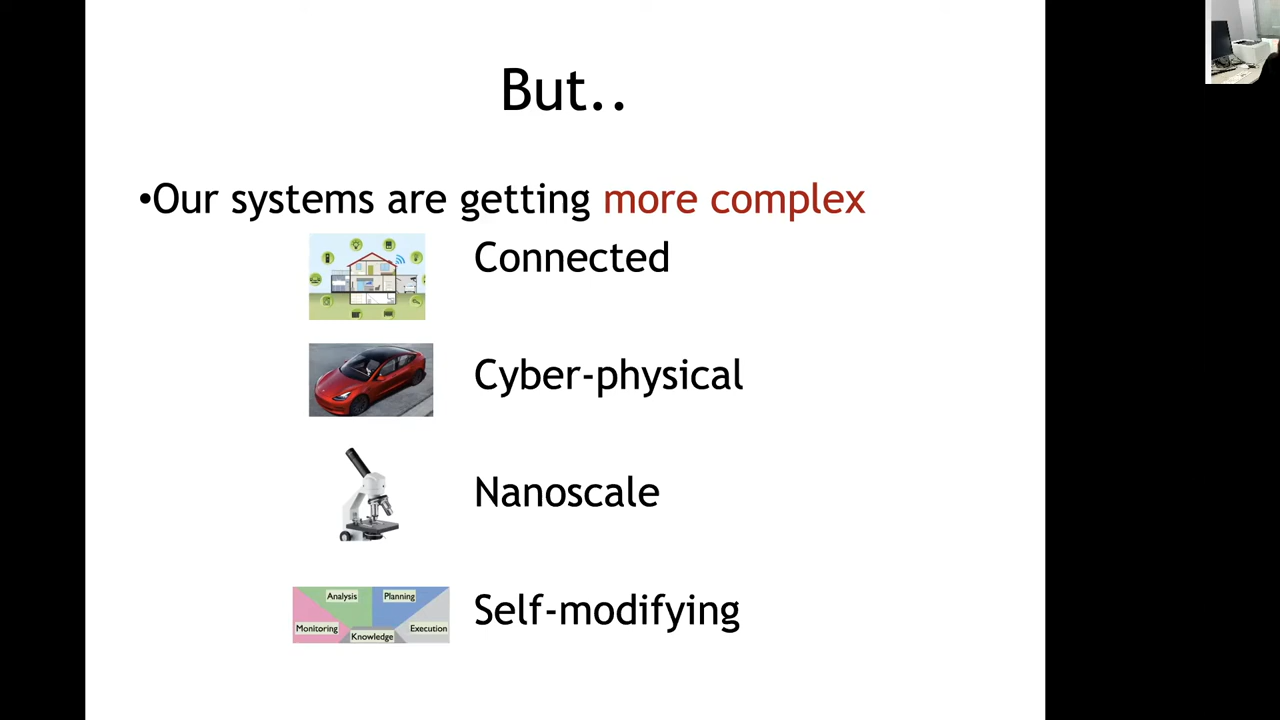 But..
•Our systems are getting more complex
Connected
Cyber-physical
Nanoscale
Analysis
Planning
Monitoring
Knowledge
Execution
Self-modifying